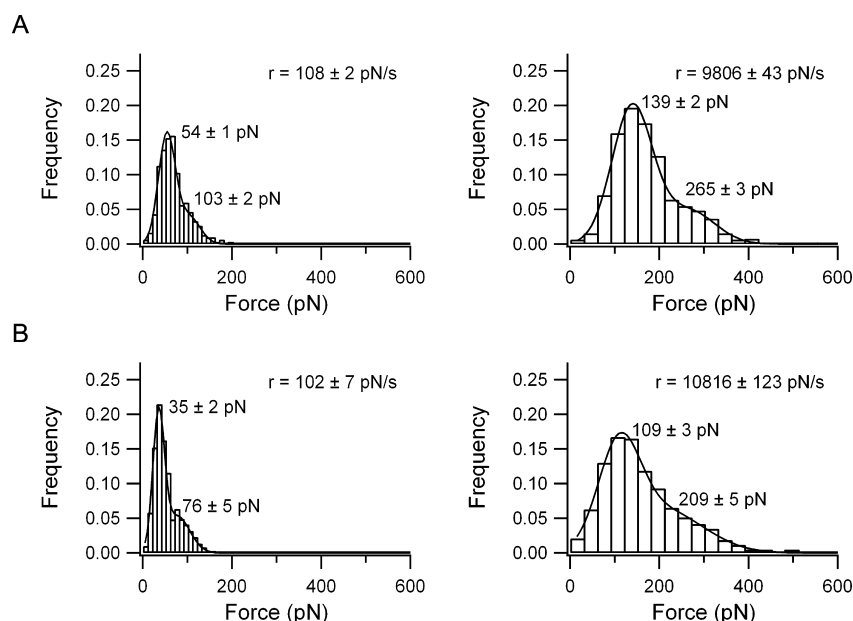 A
0.25
0.20
0.15
0.10
0.05
0.00
Frequency
r = 108 ± 2 pN/s
54 ± 1 pN
103 ± 2 pN
0 200 400 600
Force (pN)
0.25
0.20
0.15
0.10
0.05
0.00
Frequency
r = 9806 ± 43 pN/s
139 ± 2 pN
265 ± 3 pN
0 200 400 600
Force (pN)
B
0.25
0.20
0.15
0.10
0.05
0.00
Frequency
r = 102 ± 7 pN/s
35 ± 2 pN
76 ± 5 pN
0 200 400 600
Force (pN)
0.25
0.20
0.15
0.10
0.05
0.00
Frequency
r = 10816 ± 123 pN/s
109 ± 3 pN
209 ± 5 pN
0 200 400 600
Force (pN)